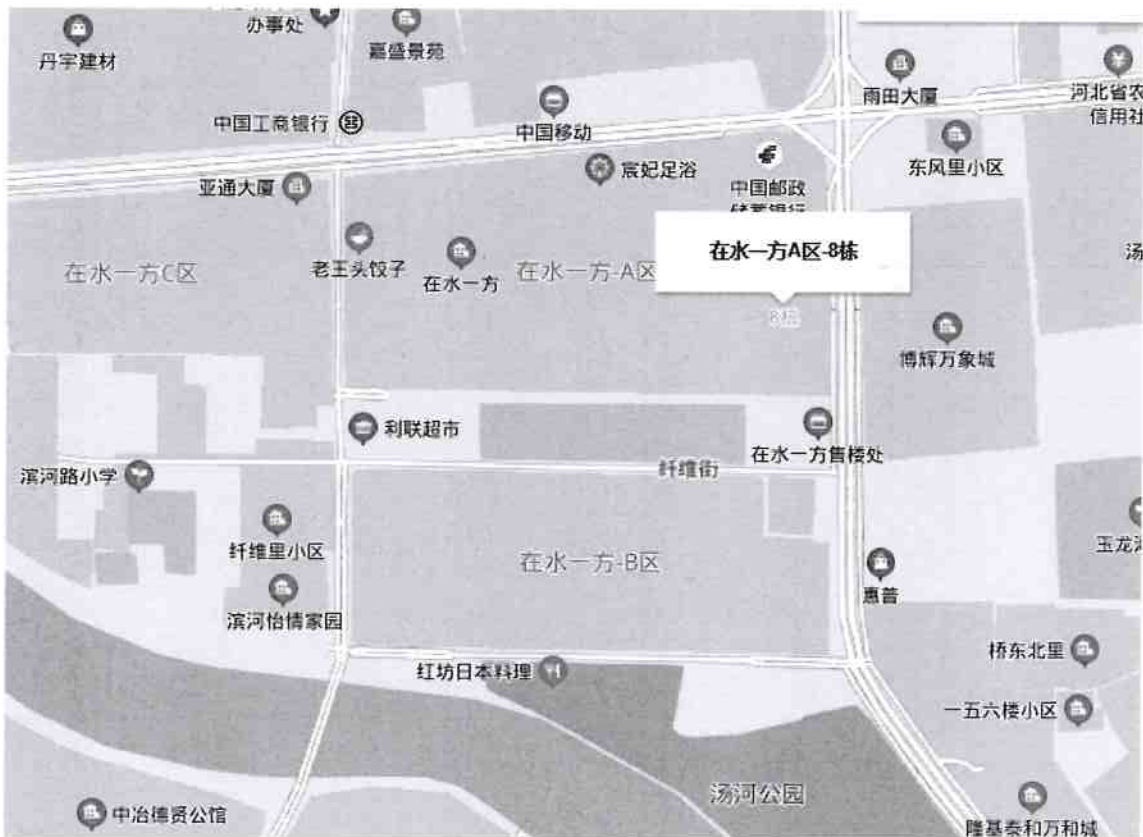 办事处
丹宇建材
嘉盛景苑
雨田大厦
河北省农
信用社
中国工商银行
中国移动
东风里小区
宸妃足浴
中国邮政
储蓄银行
亚通大厦
在水一方A区-8栋
汤
老王头饺子
在水一方C区
在水一方
在水一方-A区
8栋
博辉万象城
利联超市
在水一方售楼处
滨河路小学
纤维街
纤维里小区
玉龙湾
在水一方-B区
惠普
滨河怡情家园
桥东北里
红坊日本料理
一五六楼小区
汤河公园
中冶德贤公馆
隆基泰和万和城